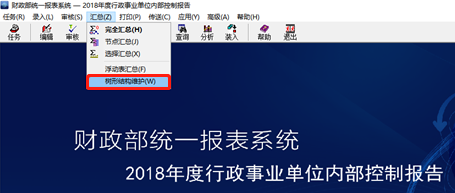 财政部统一报表系统 — 2018年度行政事业单位内部控制报告
任务(R) 录入(L) 审核(S) 汇总(Z) 打印(P) 传送(C) 应用(Y) 高级(A) 帮助(H)
任务 编辑 审核 查询 分析 装入 帮助 退出
完全汇总(H)
节点汇总(J)
选择汇总(X)
浮动表汇总(F)
树形结构维护(W)
财政部统一报表系统
2018年度行政事业单位内部控制报告